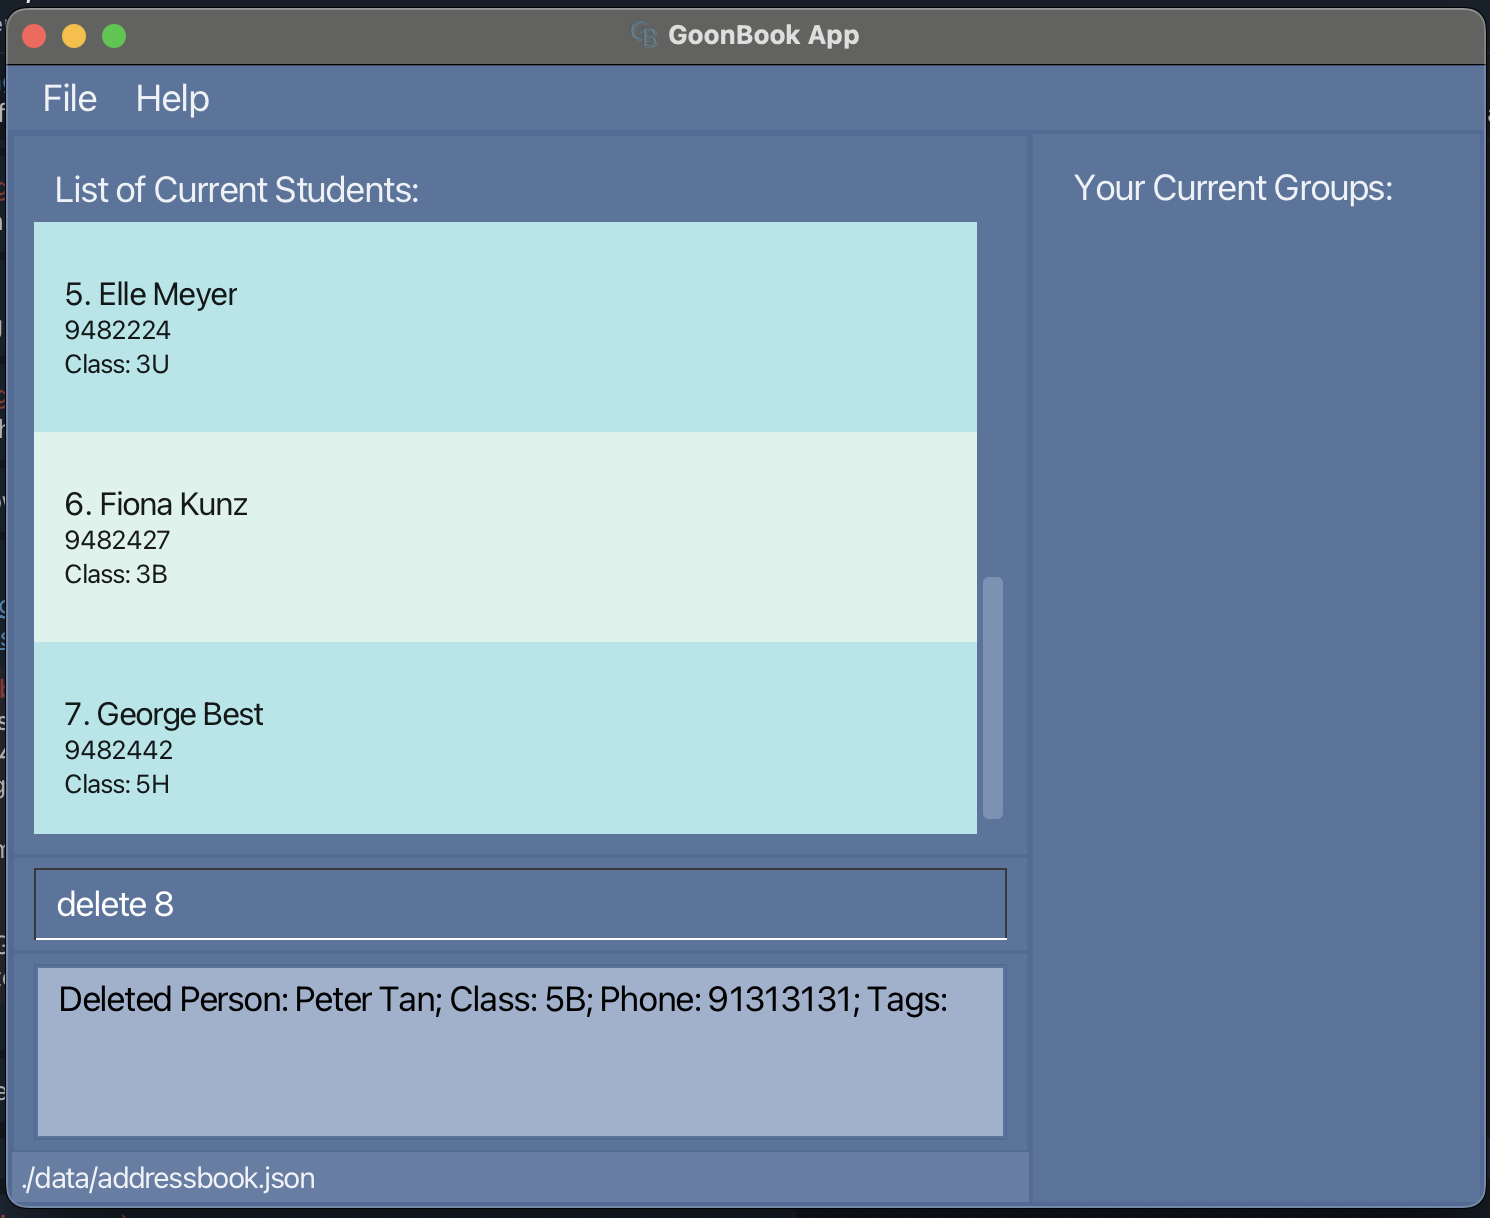 GoonBook App
File Help
List of Current Students:
5. Elle Meyer
9482224
Class: 3U
6. Fiona Kunz
9482427
Class: 3B
7. George Best
9482442
Class: 5H
delete 8
Deleted Person: Peter Tan; Class: 5B; Phone: 91313131; Tags:
./data/addressbook.json
Your Current Groups: